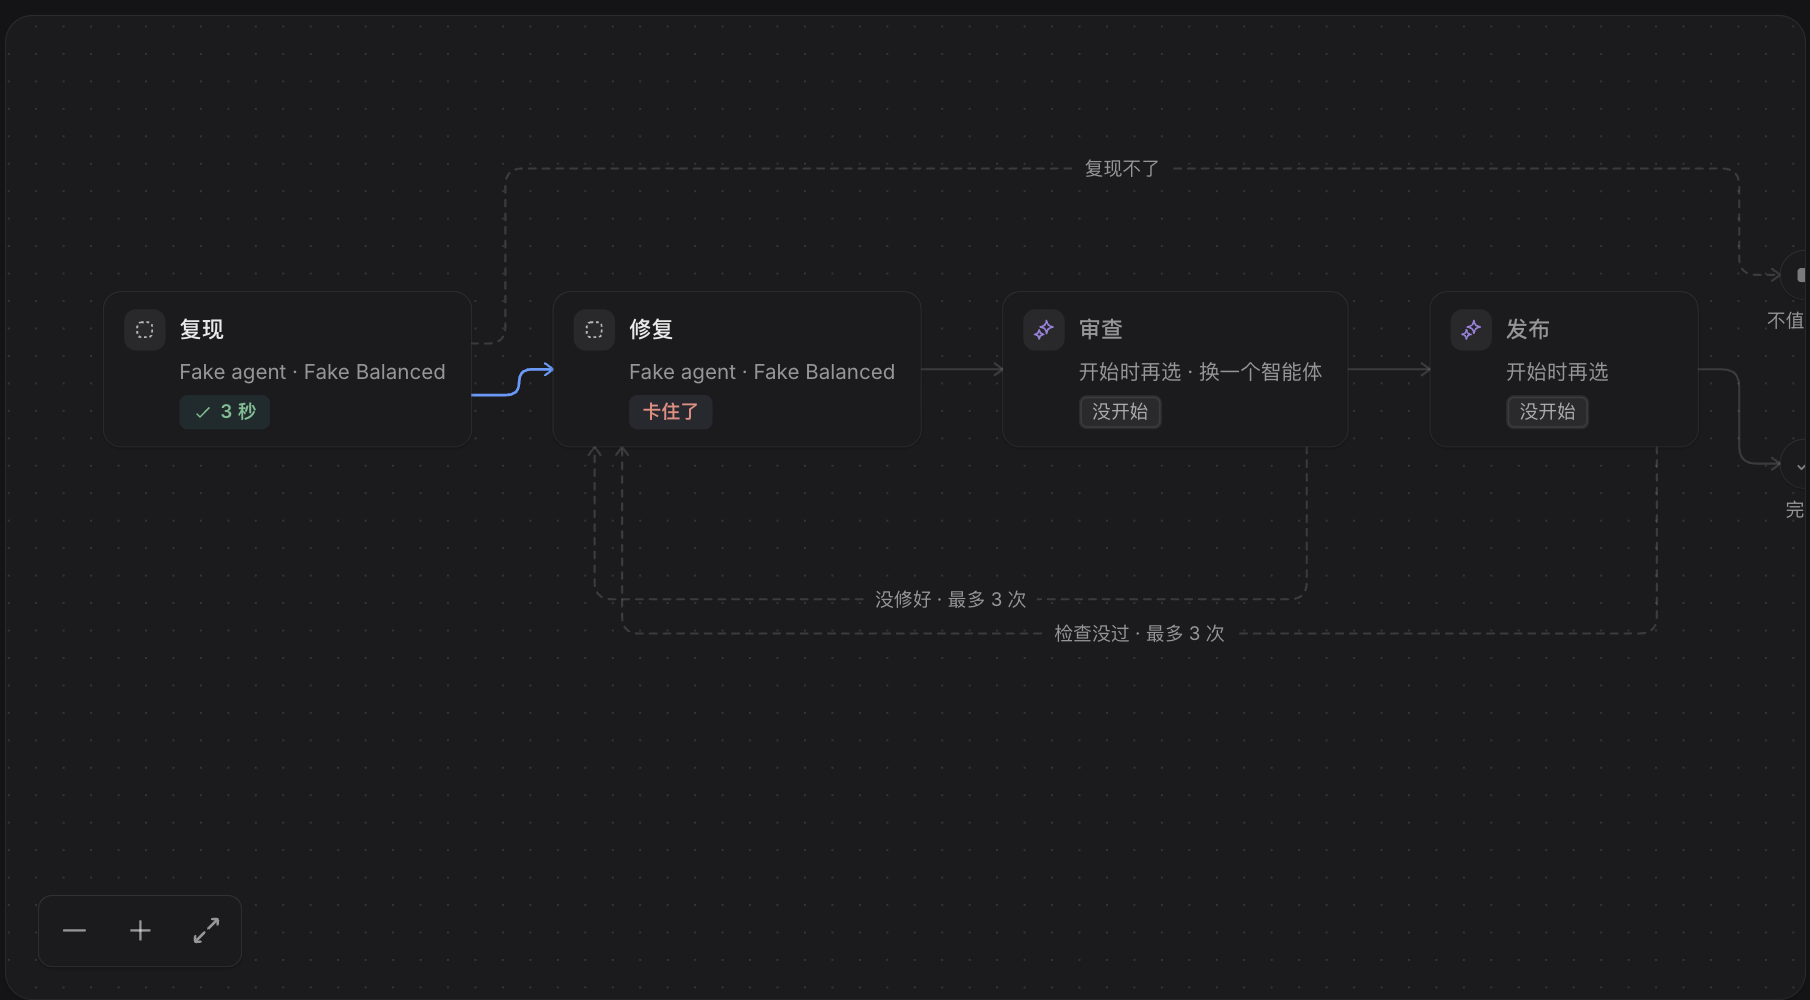 复现不了
复现
Fake agent · Fake Balanced
3 秒
修复
Fake agent · Fake Balanced
卡住了
审查
开始时再选 · 换一个智能体
没开始
发布
开始时再选
没开始
不值
完
没修好 · 最多 3 次
检查没过 · 最多 3 次